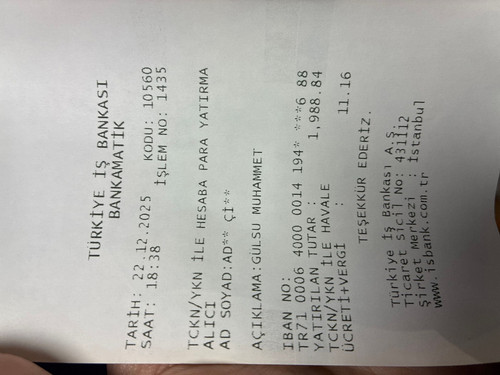 TÜRKİYE İŞ BANKASI
BANKAMATİK
TARİH: 22.12.2025 KODU: 10560
SAAT: 18:38 İŞLEM NO: 1435
TCKN/YKN İLE HESABA PARA YATIRMA
ALICI
AD SOYAD:AD** Çİ**
AÇIKLAMA:GÜLSU MUHAMMET
IBAN NO:
TR71 0006 4000 0014 194* ***6 88
YATIRILAN TUTAR : 1,988.84
TCKN/YKN İLE HAVALE
ÜCRETİ+VERGİ : 11.16
TEŞEKKÜR EDERİZ.
Türkiye İş Bankası A.Ş.
Ticaret Sicil No: 431112
Şirket Merkezi : İstanbul
www.isbank.com.tr